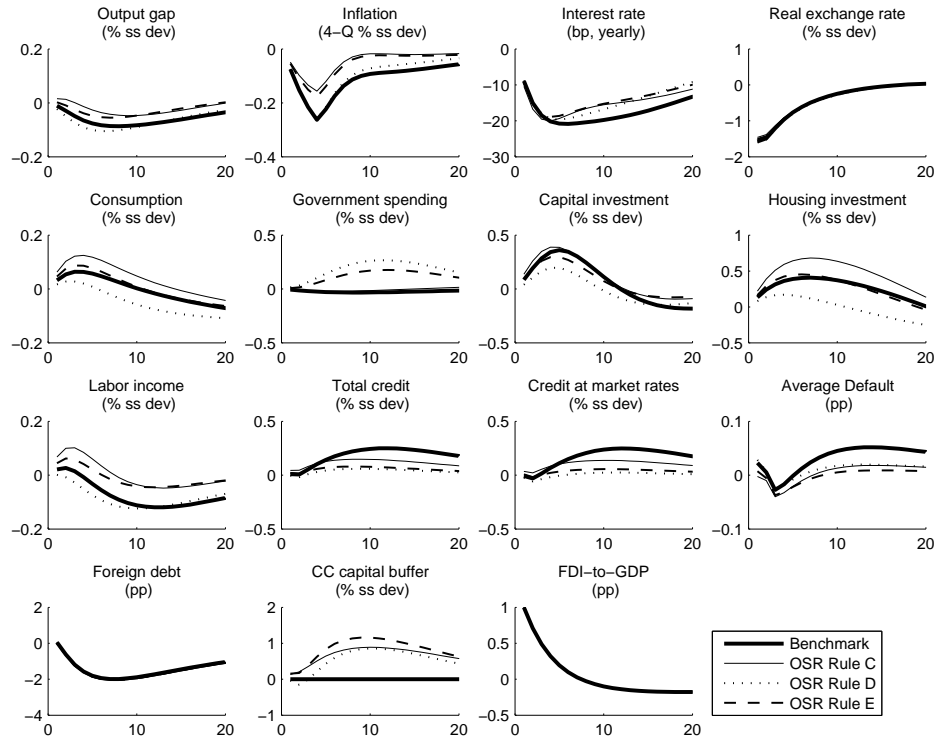 Output gap
(% ss dev)
0.2
0
−0.2
0
10
20
Inflation
(4−Q % ss dev)
0
−0.2
−0.4
0
10
20
Interest rate
(bp, yearly)
0
−10
−20
−30
0
10
20
Real exchange rate
(% ss dev)
1
0
−1
−2
0
10
20
Consumption
(% ss dev)
0.2
0
−0.2
0
10
20
Government spending
(% ss dev)
0.5
0
−0.5
0
10
20
Capital investment
(% ss dev)
0.5
0
−0.5
0
10
20
Housing investment
(% ss dev)
1
0.5
0
−0.5
0
10
20
Labor income
(% ss dev)
0.2
0
−0.2
0
10
20
Total credit
(% ss dev)
0.5
0
−0.5
0
10
20
Credit at market rates
(% ss dev)
0.5
0
−0.5
0
10
20
Average Default
(pp)
0.1
0
−0.1
0
10
20
Foreign debt
(pp)
2
0
−2
−4
0
10
20
CC capital buffer
(% ss dev)
2
1
0
−1
0
10
20
FDI−to−GDP
(pp)
1
0.5
0
−0.5
0
10
20
Benchmark
OSR Rule C
OSR Rule D
OSR Rule E